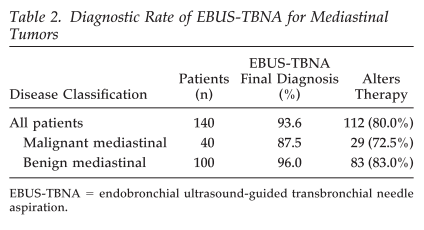 Table 2. Diagnostic Rate of EBUS-TBNA for Mediastinal
Tumors
EBUS-TBNA
Patients Final Diagnosis Alters
Disease Classification (n) (%) Therapy
All patients 140 93.6 112 (80.0%)
Malignant mediastinal 40 87.5 29 (72.5%)
Benign mediastinal 100 96.0 83 (83.0%)
EBUS-TBNA = endobronchial ultrasound-guided transbronchial needle
aspiration.